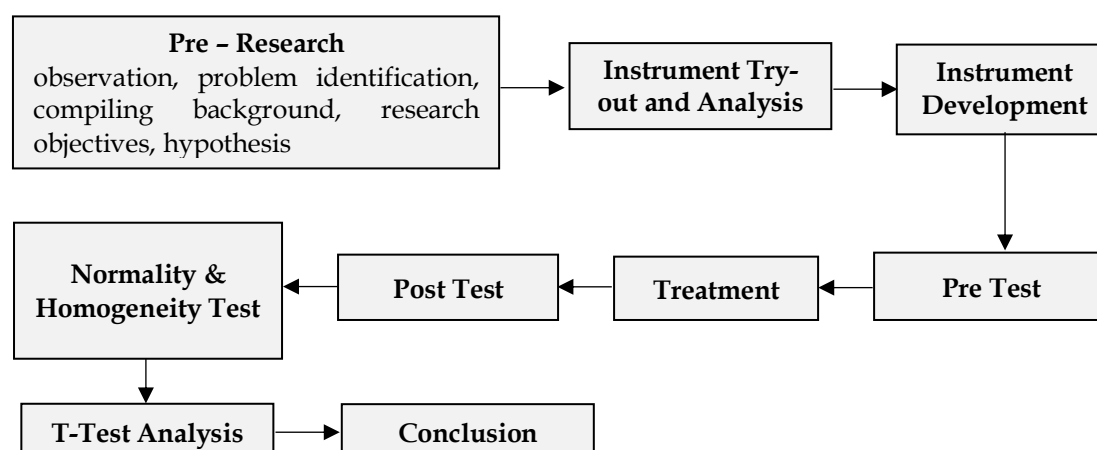 Pre – Research
observation, problem identification,
compiling background, research
objectives, hypothesis
Instrument Try-
out and Analysis
Instrument
Development
Pre Test
Treatment
Post Test
Normality &
Homogeneity Test
T-Test Analysis
Conclusion